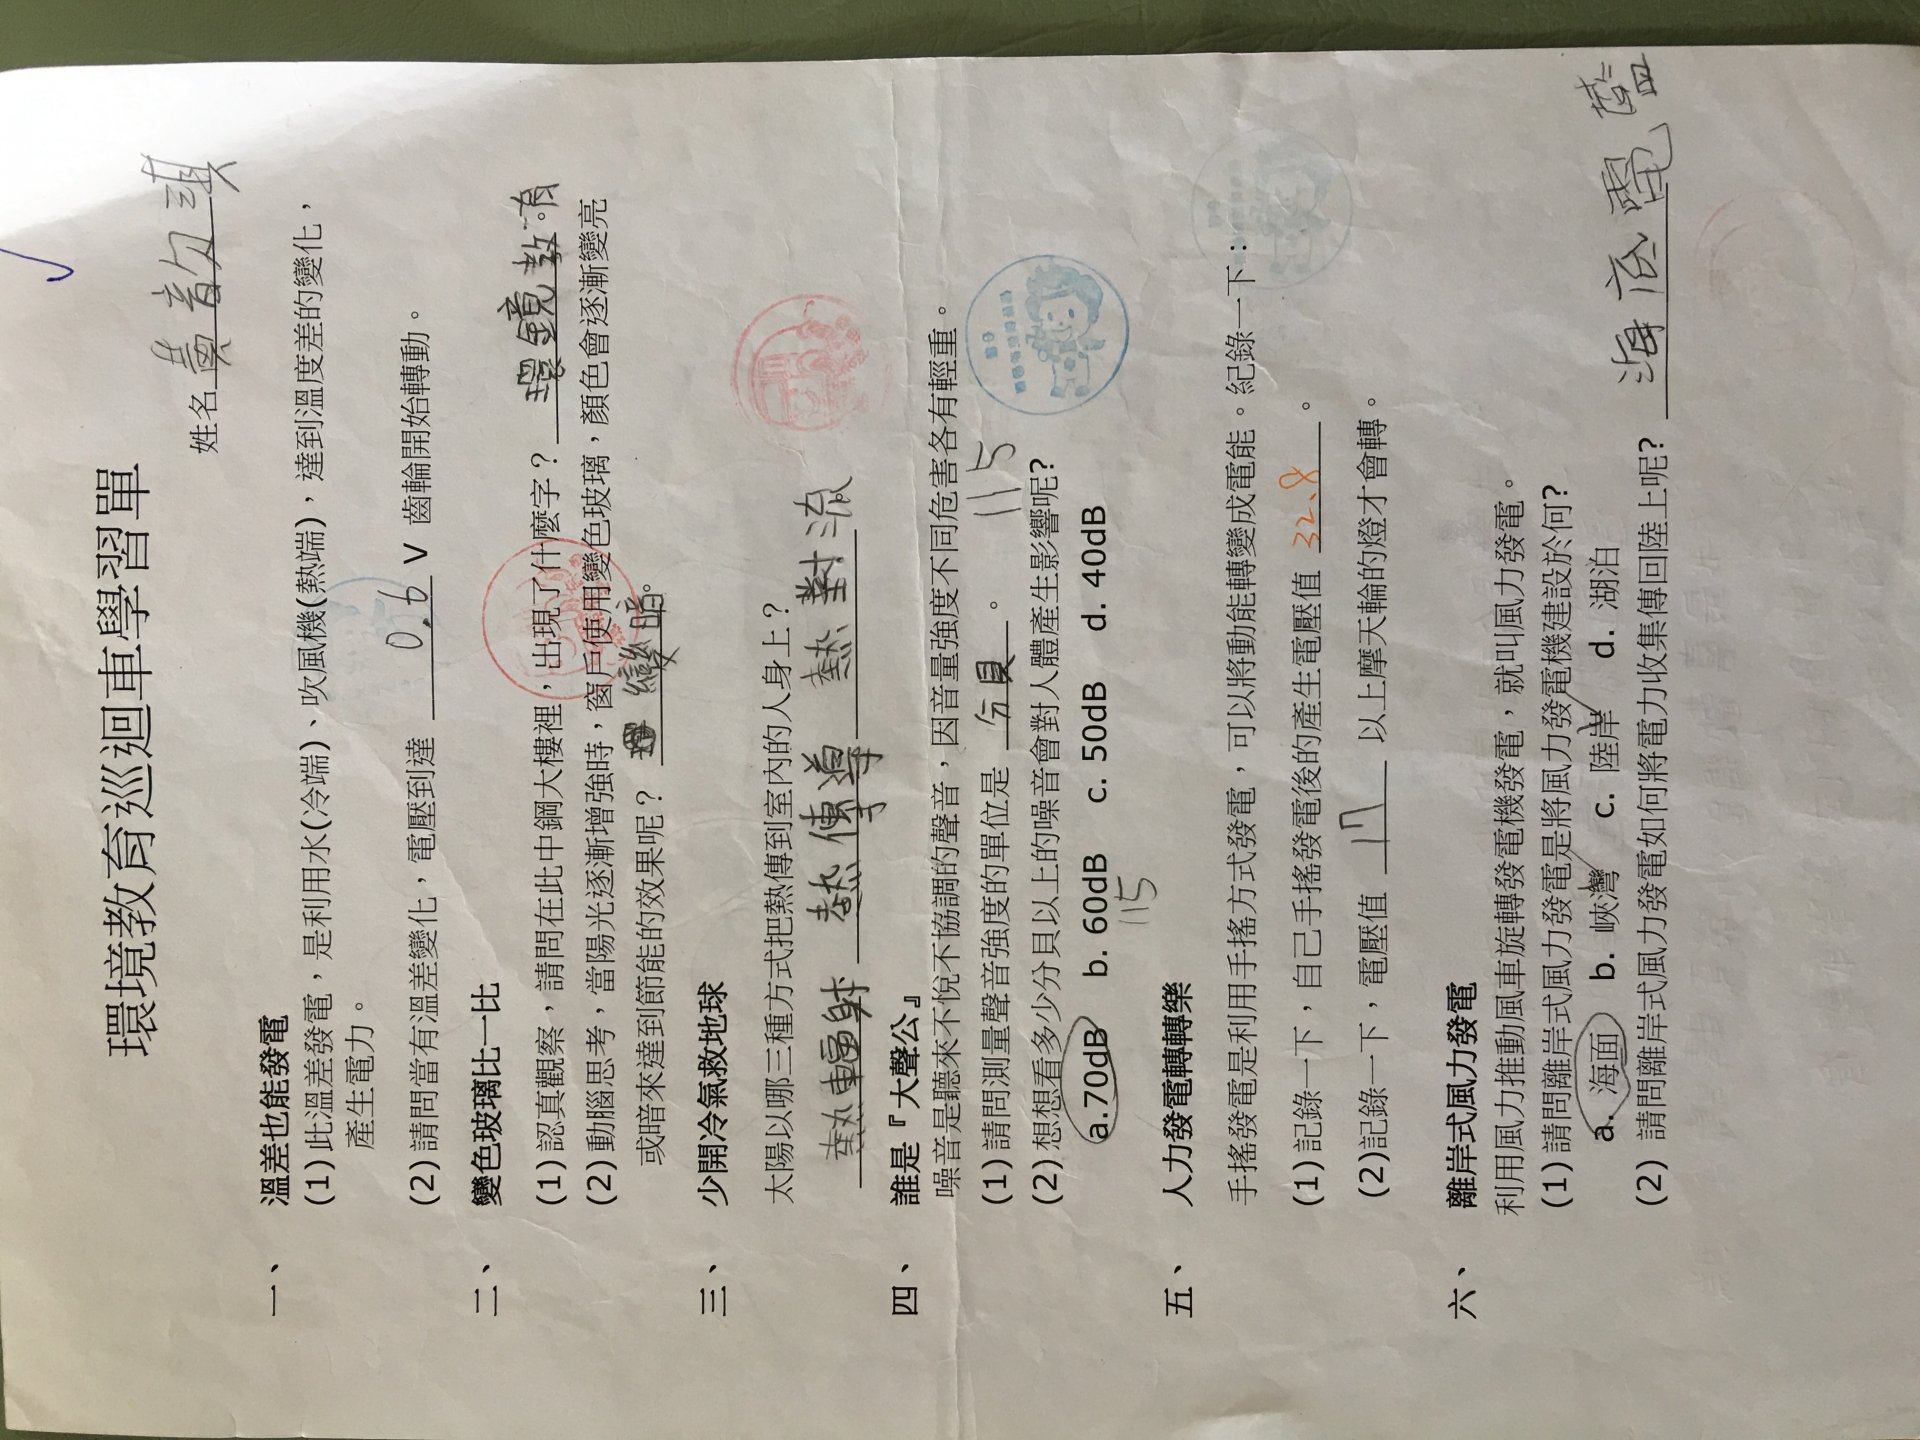 環境教育巡迴車學習單
姓名 黃歆琪
一、 溫差也能發電
(1) 此溫差發電，是利用水(冷端)、吹風機(熱端)，達到溫度差的變化，
產生電力。
(2) 請問當有溫差變化，電壓到達 0.6 V 齒輪開始轉動。
二、 變色玻璃比一比
(1) 認真觀察，請問在此中鋼大樓裡，出現了什麼字？ 環鏡教育。
(2) 動腦思考，當陽光逐漸增強時，窗戶使用變色玻璃，顏色會逐漸變亮
或暗來達到節能的效果呢？ 變暗。
三、 少開冷氣救地球
太陽以哪三種方式把熱傳到室內的人身上？
熱輻射 熱傳導 熱對流
四、 誰是『大聲公』
噪音是聽來不悅不協調的聲音，因音量強度不同危害各有輕重。
(1) 請問測量聲音強度的單位是 分貝 。 115
(2) 想想看多少分貝以上的噪音會對人體產生影響呢?
a.70dB b. 60dB c. 50dB d. 40dB
115
五、 人力發電轉轉樂
手搖發電是利用手搖方式發電，可以將動能轉變成電能。紀錄一下：
(1) 記錄一下，自己手搖發電後的產生電壓值 32.8 。
(2)記錄一下，電壓值 17 以上摩天輪的燈才會轉。
六、 離岸式風力發電
利用風力推動風車旋轉發電機發電，就叫風力發電。
(1) 請問離岸式風力發電是將風力發電機建設於何?
a. 海面 b. 峽灣 c. 陸岸 d. 湖泊
(2) 請問離岸式風力發電如何將電力收集傳回陸上呢? 海底電